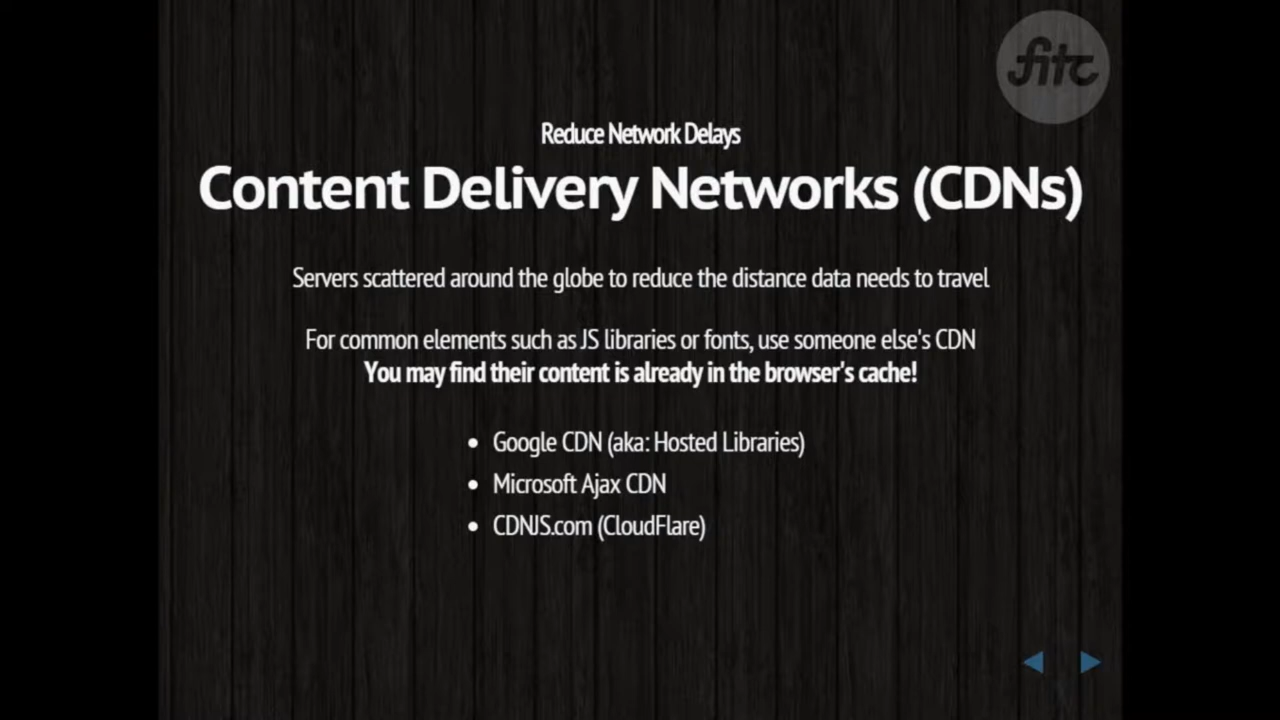 fitc
Reduce Network Delays
Content Delivery Networks (CDNs)
Servers scattered around the globe to reduce the distance data needs to travel
For common elements such as JS libraries or fonts, use someone else's CDN
You may find their content is already in the browser's cache!
• Google CDN (aka: Hosted Libraries)
• Microsoft Ajax CDN
• CDNJS.com (CloudFlare)